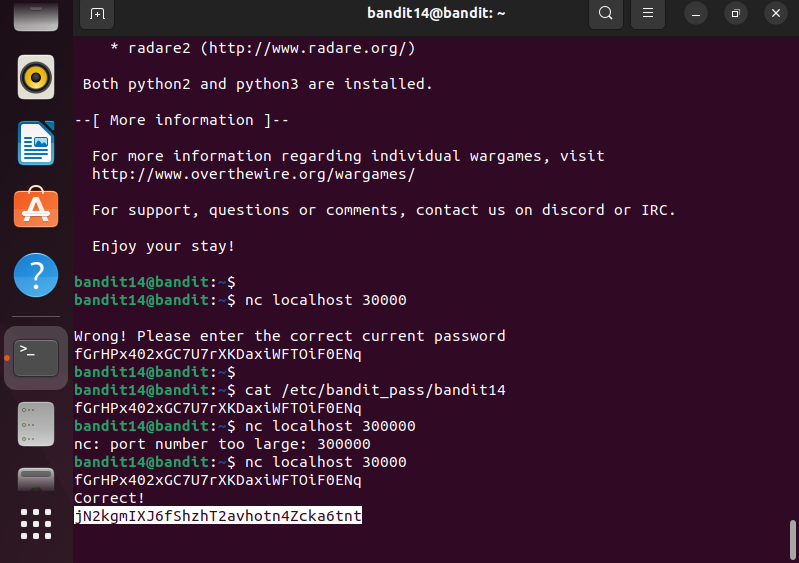 bandit14@bandit: ~
* radare2 (http://www.radare.org/)
Both python2 and python3 are installed.
--[ More information ]--
For more information regarding individual wargames, visit
http://www.overthewire.org/wargames/
For support, questions or comments, contact us on discord or IRC.
Enjoy your stay!
bandit14@bandit:~$
bandit14@bandit:~$ nc localhost 30000
Wrong! Please enter the correct current password
fGrHPx402xGC7U7rXKDaxiWFTOiF0ENq
bandit14@bandit:~$
bandit14@bandit:~$ cat /etc/bandit_pass/bandit14
fGrHPx402xGC7U7rXKDaxiWFTOiF0ENq
bandit14@bandit:~$ nc localhost 300000
nc: port number too large: 300000
bandit14@bandit:~$ nc localhost 30000
fGrHPx402xGC7U7rXKDaxiWFTOiF0ENq
Correct!
jN2kgmIXJ6fShzhT2avhotn4Zcka6tnt